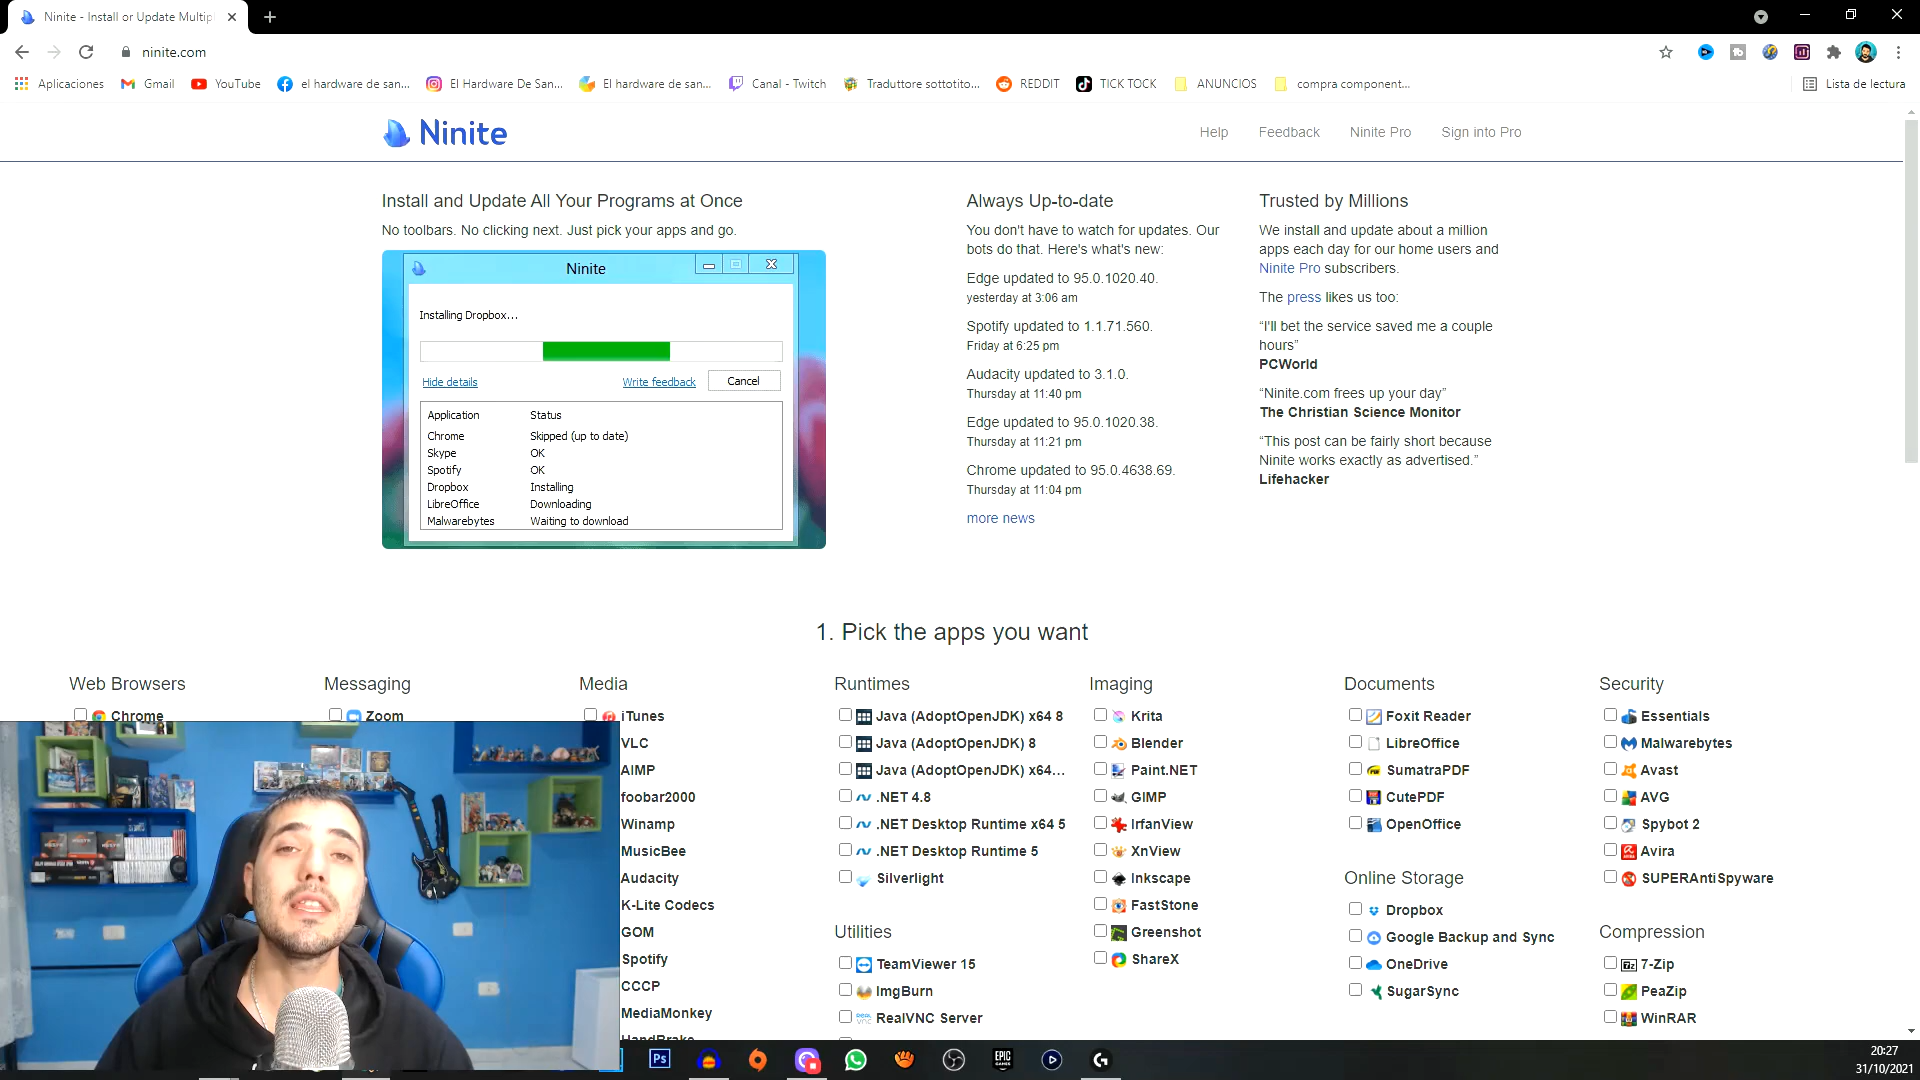 Ninite - Install or Update Multip
ninite.com
Aplicaciones
Gmail
YouTube
el hardware de san...
El Hardware De San...
El hardware de san...
Canal - Twitch
Traduttore sottotito...
REDDIT
TICK TOCK
ANUNCIOS
compra component...
Lista de lectura
Ninite
Help
Feedback
Ninite Pro
Sign into Pro
Install and Update All Your Programs at Once
No toolbars. No clicking next. Just pick your apps and go.
Ninite
Installing Dropbox...
Hide details
Write feedback
Cancel
Application Status
Chrome Skipped (up to date)
Skype OK
Spotify OK
Dropbox Installing
LibreOffice Downloading
Malwarebytes Waiting to download
Always Up-to-date
You don't have to watch for updates. Our
bots do that. Here's what's new:
Edge updated to 95.0.1020.40.
yesterday at 3:06 am
Spotify updated to 1.1.71.560.
Friday at 6:25 pm
Audacity updated to 3.1.0.
Thursday at 11:40 pm
Edge updated to 95.0.1020.38.
Thursday at 11:21 pm
Chrome updated to 95.0.4638.69.
Thursday at 11:04 pm
more news
Trusted by Millions
We install and update about a million
apps each day for our home users and
Ninite Pro subscribers.
The press likes us too:
“I'll bet the service saved me a couple
hours”
PCWorld
“Ninite.com frees up your day”
The Christian Science Monitor
“This post can be fairly short because
Ninite works exactly as advertised.”
Lifehacker
1. Pick the apps you want
Web Browsers
Chrome
Messaging
Zoom
Media
iTunes
VLC
AIMP
foobar2000
Winamp
MusicBee
Audacity
K-Lite Codecs
GOM
Spotify
CCCP
MediaMonkey
HandBrake
Runtimes
Java (AdoptOpenJDK) x64 8
Java (AdoptOpenJDK) 8
Java (AdoptOpenJDK) x64...
.NET 4.8
.NET Desktop Runtime x64 5
.NET Desktop Runtime 5
Silverlight
Utilities
TeamViewer 15
ImgBurn
RealVNC Server
Imaging
Krita
Blender
Paint.NET
GIMP
IrfanView
XnView
Inkscape
FastStone
Greenshot
ShareX
Documents
Foxit Reader
LibreOffice
SumatraPDF
CutePDF
OpenOffice
Online Storage
Dropbox
Google Backup and Sync
OneDrive
SugarSync
Security
Essentials
Malwarebytes
Avast
AVG
Spybot 2
Avira
SUPERAntiSpyware
Compression
7-Zip
PeaZip
WinRAR
Ps
EPIC
GAMES
20:27
31/10/2021